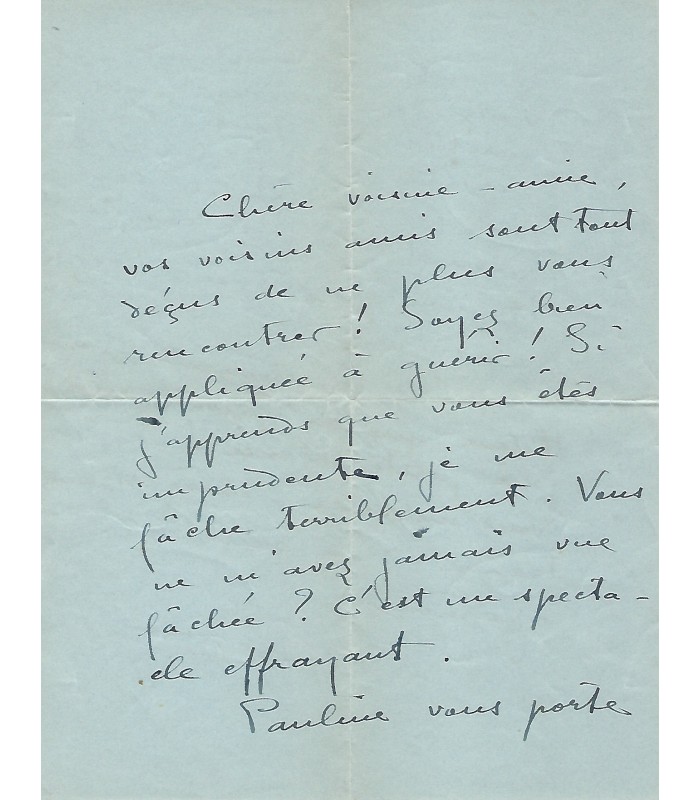 Chère voisine - amie,
vos voisins amis sont tout
déçus de ne plus vous
rencontrer ! Soyez bien
appliquée à guérir ! Si
j'apprends que vous êtes
imprudente, je me
fâche terriblement. Vous
ne m'avez jamais vue
fâchée ? C'est un specta-
cle effrayant.
Pauline vous porte